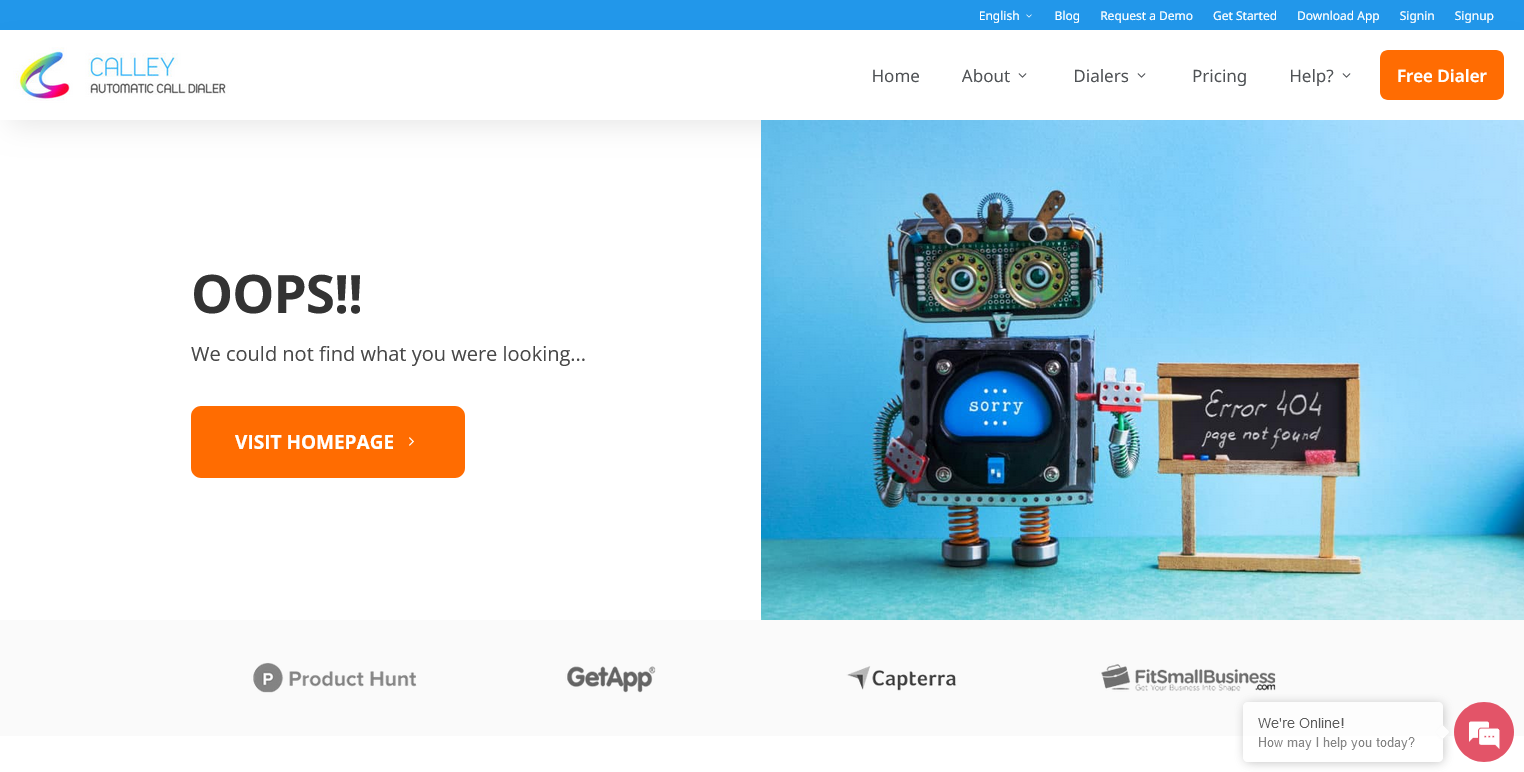 English
Blog
Request a Demo
Get Started
Download App
Signin
Signup
CALLEY
AUTOMATIC CALL DIALER
Home
About
Dialers
Pricing
Help?
Free Dialer
OOPS!!
We could not find what you were looking...
VISIT HOMEPAGE
sorry
Error 404
page not found
P Product Hunt
GetApp®
Capterra
FitSmallBusiness
Get Your Business Into Shape .com
We're Online!
How may I help you today?